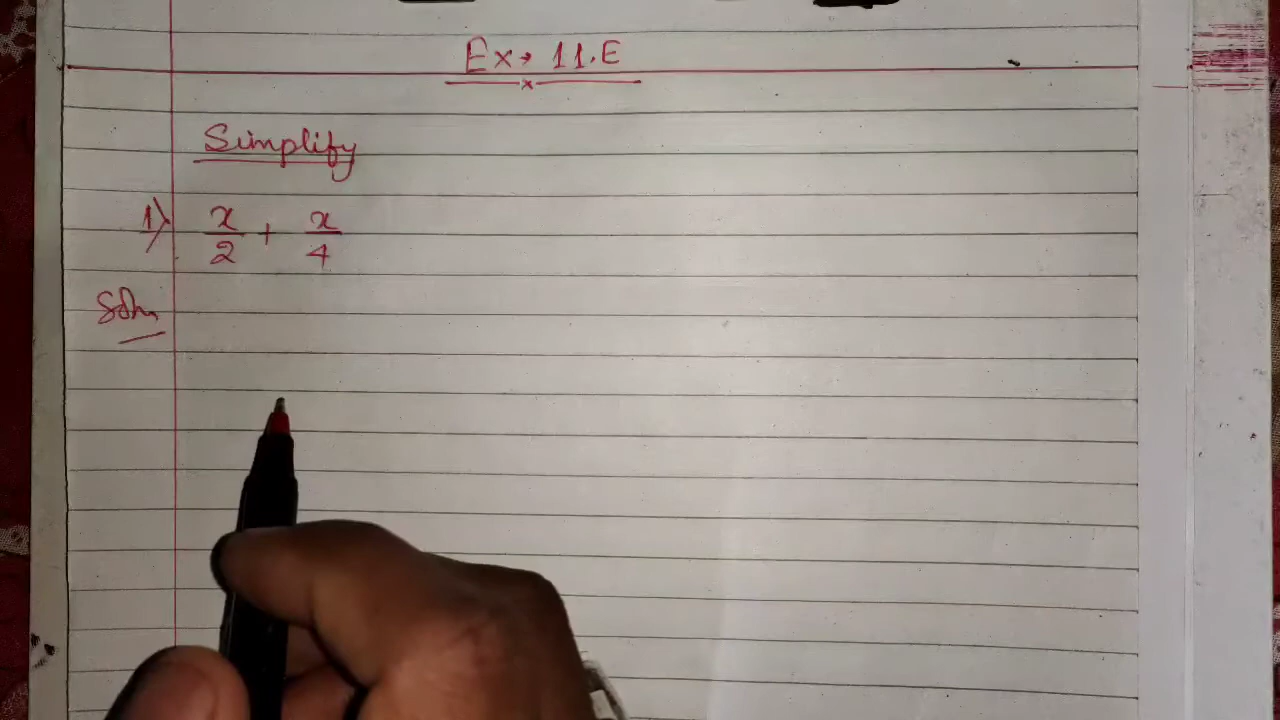 Ex → 11.E
Simplify
1) x/2 + x/4
Soln